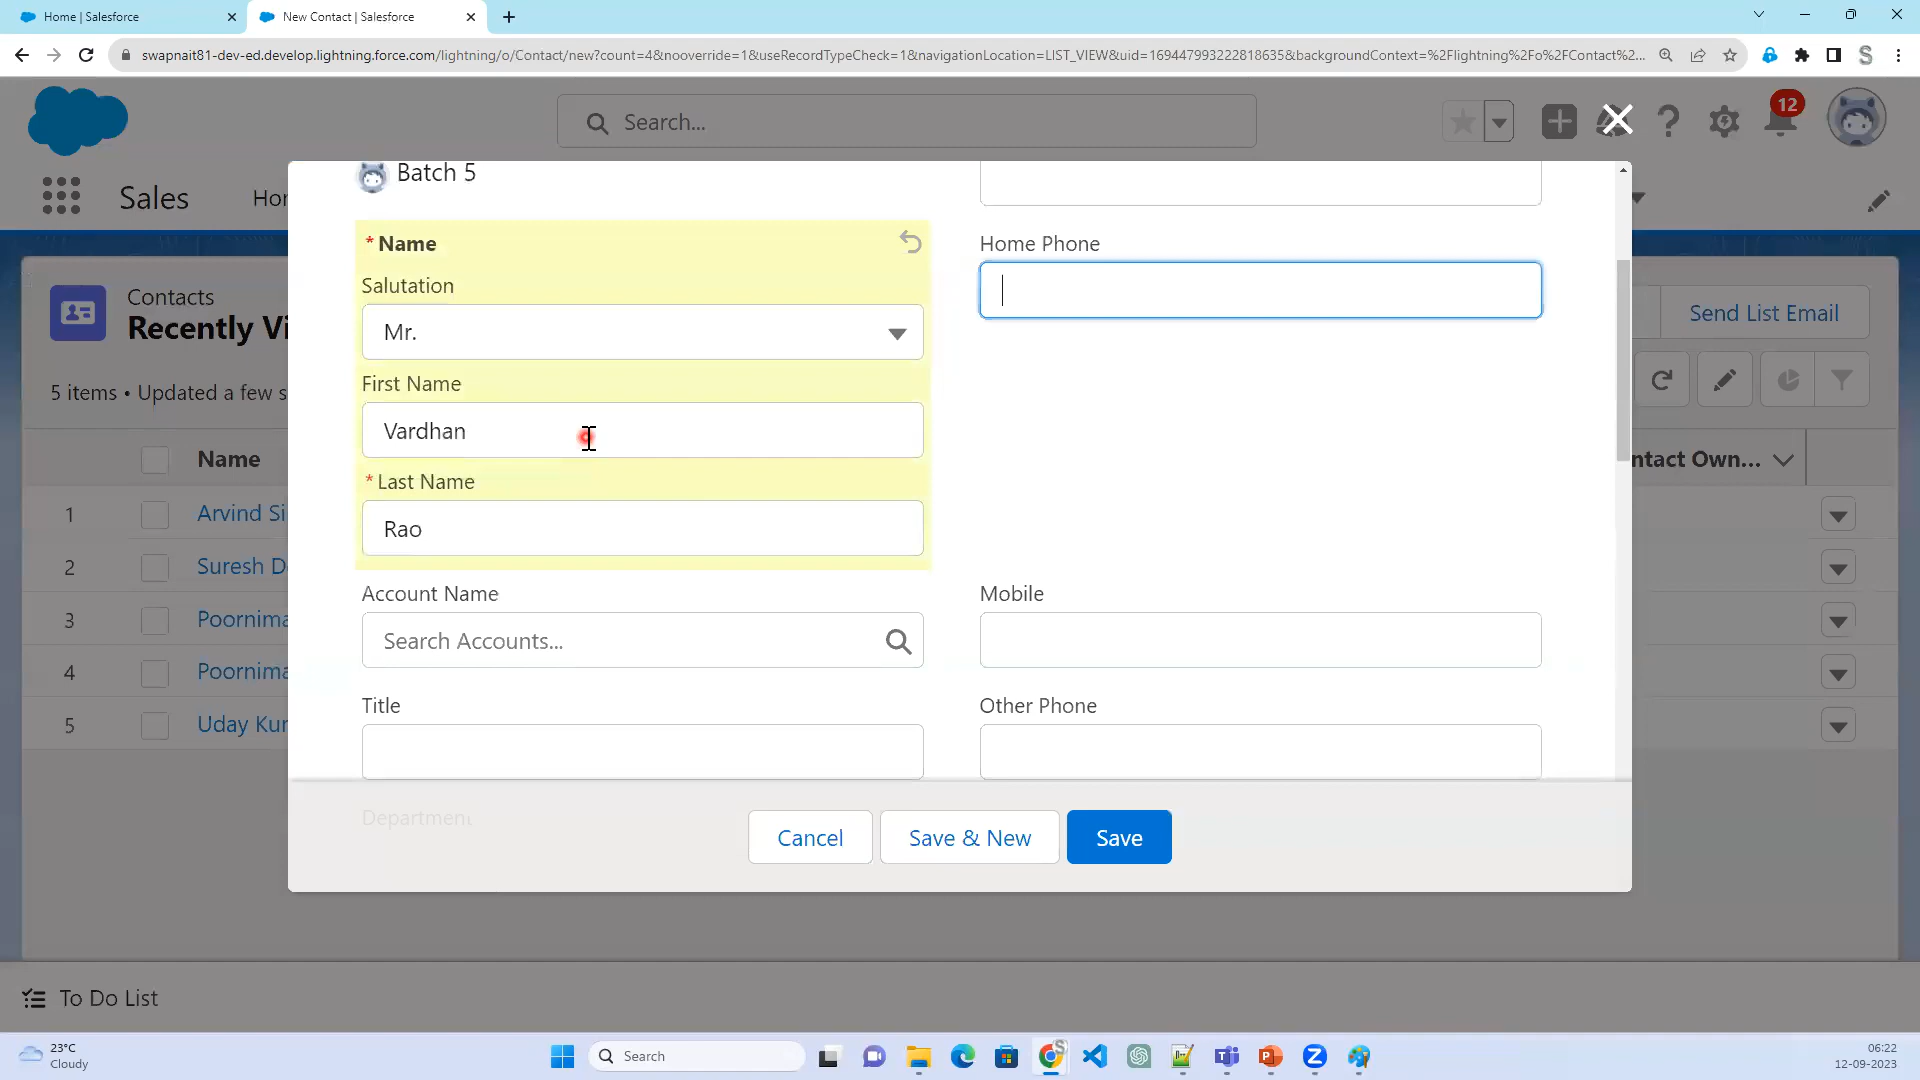 Home | Salesforce
New Contact | Salesforce
swapnait81-dev-ed.develop.lightning.force.com/lightning/o/Contact/new?count=4&nooverride=1&useRecordTypeCheck=1&navigationLocation=LIST_VIEW&uid=169447993222818635&backgroundContext=%2Flightning%2Fo%2FContact%2...
Search...
12
Sales
Hor
Batch 5
* Name
Salutation
Mr.
First Name
Vardhan
* Last Name
Rao
Account Name
Search Accounts...
Title
Department
Home Phone
Mobile
Other Phone
Cancel
Save & New
Save
Contacts
Recently Vi
5 items • Updated a few s
Send List Email
Name
ntact Own...
1 Arvind Si
2 Suresh D
3 Poornima
4 Poornima
5 Uday Kur
To Do List
23°C
Cloudy
Search
06:22
12-09-2023